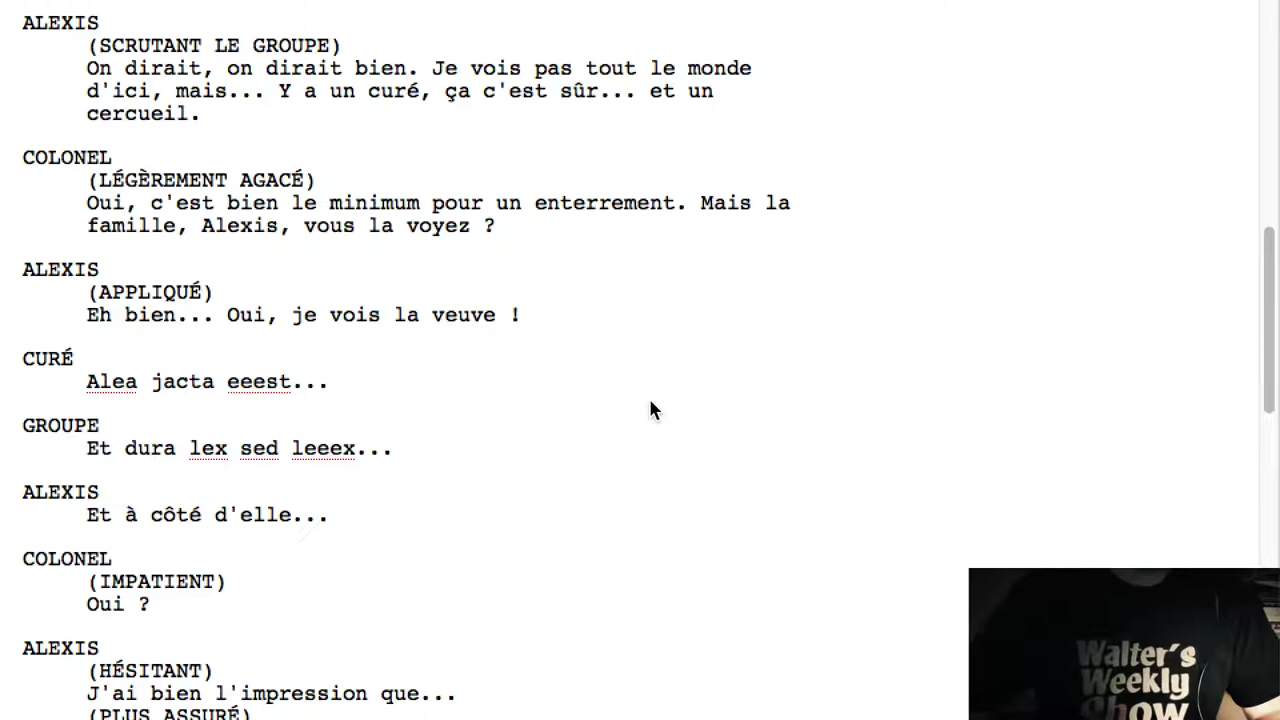 ALEXIS
(SCRUTANT LE GROUPE)
On dirait, on dirait bien. Je vois pas tout le monde
d'ici, mais... Y a un curé, ça c'est sûr... et un
cercueil.
COLONEL
(LÉGÈREMENT AGACÉ)
Oui, c'est bien le minimum pour un enterrement. Mais la
famille, Alexis, vous la voyez ?
ALEXIS
(APPLIQUÉ)
Eh bien... Oui, je vois la veuve !
CURÉ
Alea jacta eeest...
GROUPE
Et dura lex sed leeex...
ALEXIS
Et à côté d'elle...
COLONEL
(IMPATIENT)
Oui ?
ALEXIS
(HÉSITANT)
J'ai bien l'impression que...
(PLUS ASSURÉ)
Walter's
Weekly
Show